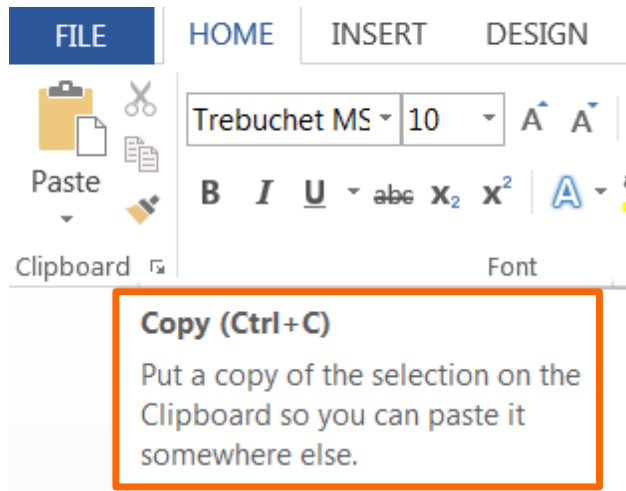 FILE HOME INSERT DESIGN
Trebuchet MS 10 A A
Paste
B I U abc X₂ X² A
Clipboard Font
Copy (Ctrl+C)
Put a copy of the selection on the
Clipboard so you can paste it
somewhere else.